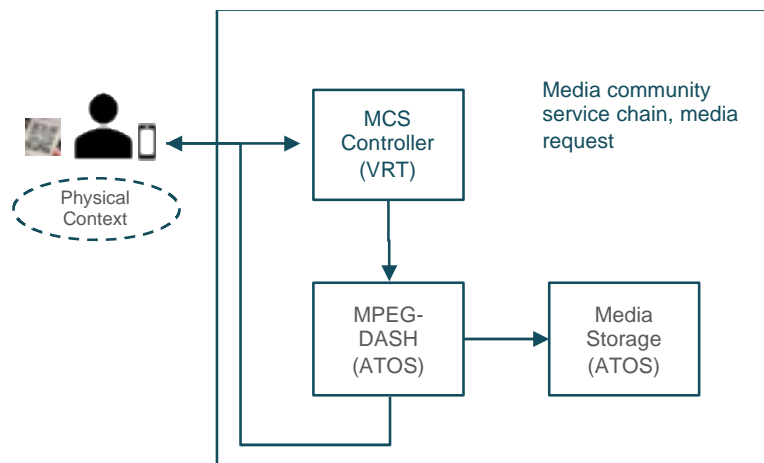 Media community
service chain, media
request
MCS
Controller
(VRT)
Physical
Context
MPEG-
DASH
(ATOS)
Media
Storage
(ATOS)